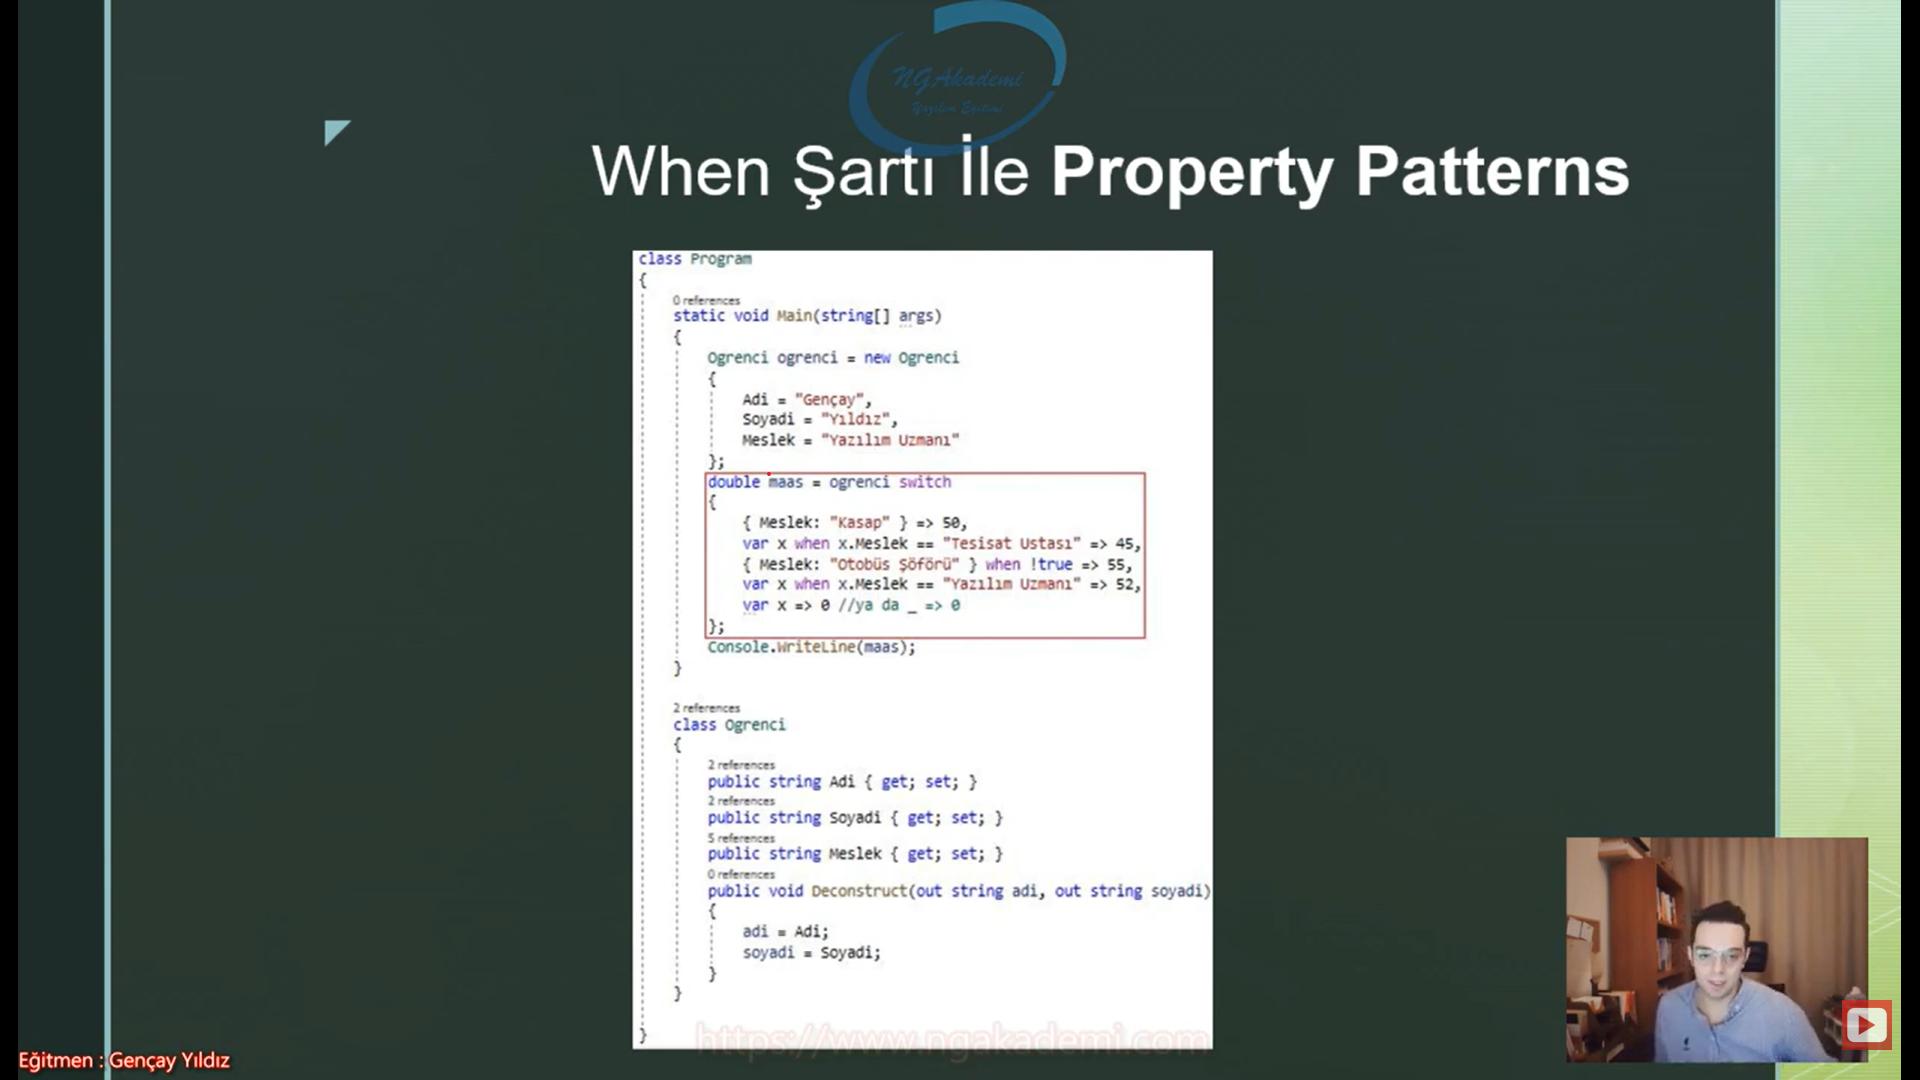 NGAkademi
Yazılım Eğitimi
When Şartı İle Property Patterns
class Program
{
0 references
static void Main(string[] args)
{
Ogrenci ogrenci = new Ogrenci
{
Adi = "Gençay",
Soyadi = "Yıldız",
Meslek = "Yazılım Uzmanı"
};
double maas = ogrenci switch
{
{ Meslek: "Kasap" } => 50,
var x when x.Meslek == "Tesisat Ustası" => 45,
{ Meslek: "Otobüs Şöförü" } when !true => 55,
var x when x.Meslek == "Yazılım Uzmanı" => 52,
var x => 0 //ya da _ => 0
};
Console.WriteLine(maas);
}
2 references
class Ogrenci
{
2 references
public string Adi { get; set; }
2 references
public string Soyadi { get; set; }
5 references
public string Meslek { get; set; }
0 references
public void Deconstruct(out string adi, out string soyadi)
{
adi = Adi;
soyadi = Soyadi;
}
}
}
https://www.ngakademi.com
Eğitmen : Gençay Yıldız